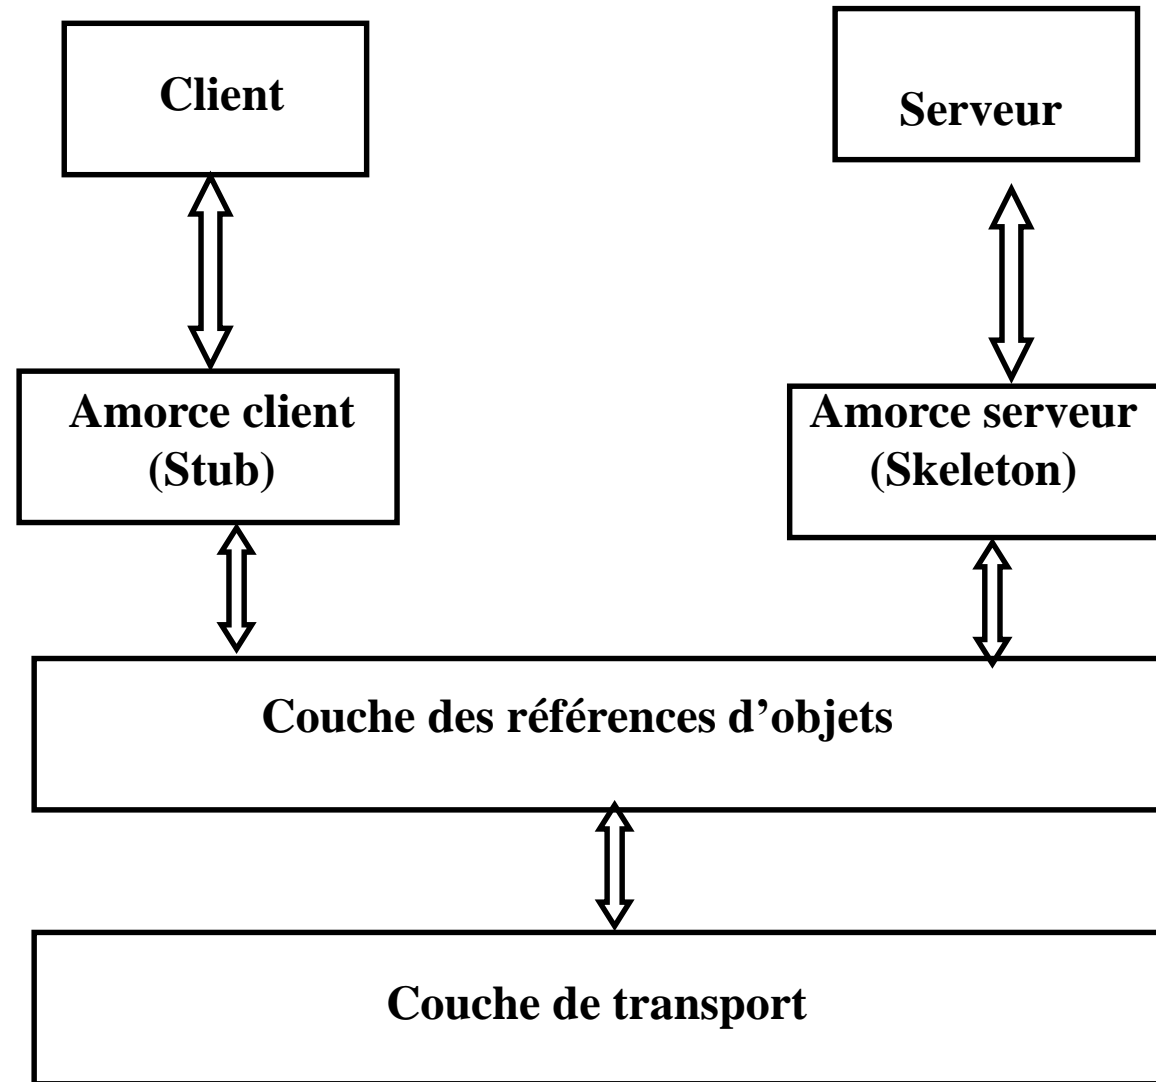 Client
Serveur
Amorce client
(Stub)
Amorce serveur
(Skeleton)
Couche des références d’objets
Couche de transport